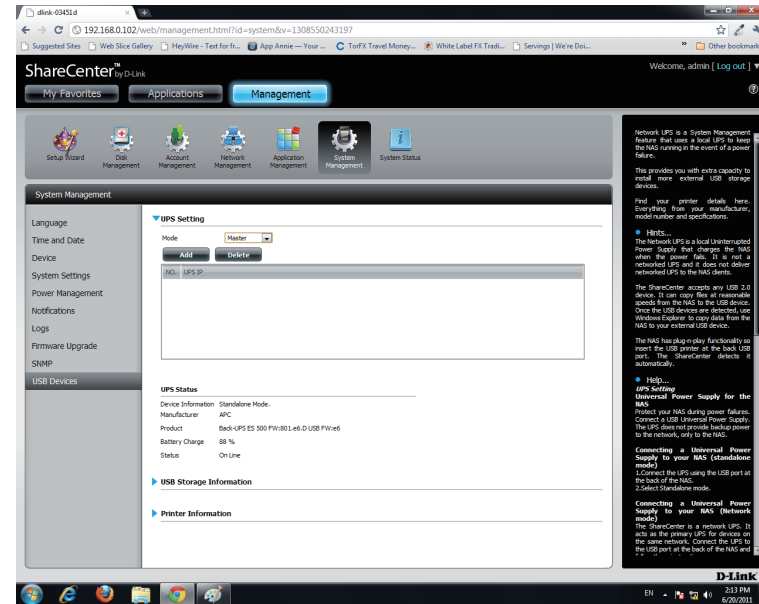 dlink-03451d
192.168.0.102/web/management.html?id=system&v=1308550243197
Suggested Sites Web Slice Gallery HeyWire - Text for fr... App Annie — Your ... TorFX Travel Money... White Label FX Tradi... Servings | We're Doi... » Other bookmark
ShareCenter™ by D-Link
Welcome, admin [ Log out ]
My Favorites Applications Management
Setup Wizard Disk Management Account Management Network Management Application Management System Management System Status
System Management
Language
Time and Date
Device
System Settings
Power Management
Notifications
Logs
Firmware Upgrade
SNMP
USB Devices
UPS Setting
Mode Master
Add Delete
NO. UPS IP
UPS Status
Device Information Standalone Mode.
Manufacturer APC
Product Back-UPS ES 500 FW:801.e6.D USB FW:e6
Battery Charge 88 %
Status On Line
USB Storage Information
Printer Information
Network UPS is a System Management
feature that uses a local UPS to keep
the NAS running in the event of a power
failure.
This provides you with extra capacity to
install more external USB storage
devices.
Find your printer details here.
Everything from your manufacturer,
model number and specifications.
Hints...
The Network UPS is a local Uninterrupted
Power Supply that charges the NAS
when the power fails. It is not a
networked UPS and it does not deliver
networked UPS to the NAS clients.
The ShareCenter accepts any USB 2.0
device. It can copy files at reasonable
speeds from the NAS to the USB device.
Once the USB devices are detected, use
Windows Explorer to copy data from the
NAS to your external USB device.
The NAS has plug-n-play functionality so
insert the USB printer at the back USB
port. The ShareCenter detects it
automatically.
Help...
UPS Setting
Universal Power Supply for the
NAS
Protect your NAS during power failures.
Connect a USB Universal Power Supply.
The UPS does not provide backup power
to the network, only to the NAS.
Connecting a Universal Power
Supply to your NAS (standalone
mode)
1.Connect the UPS using the USB port at
the back of the NAS.
2.Select Standalone mode.
Connecting a Universal Power
Supply to your NAS (Network
mode)
The ShareCenter is a network UPS. It
acts as the primary UPS for devices on
the same network. Connect the UPS to
the USB port at the back of the NAS and
D-Link
EN 2:13 PM
6/20/2011